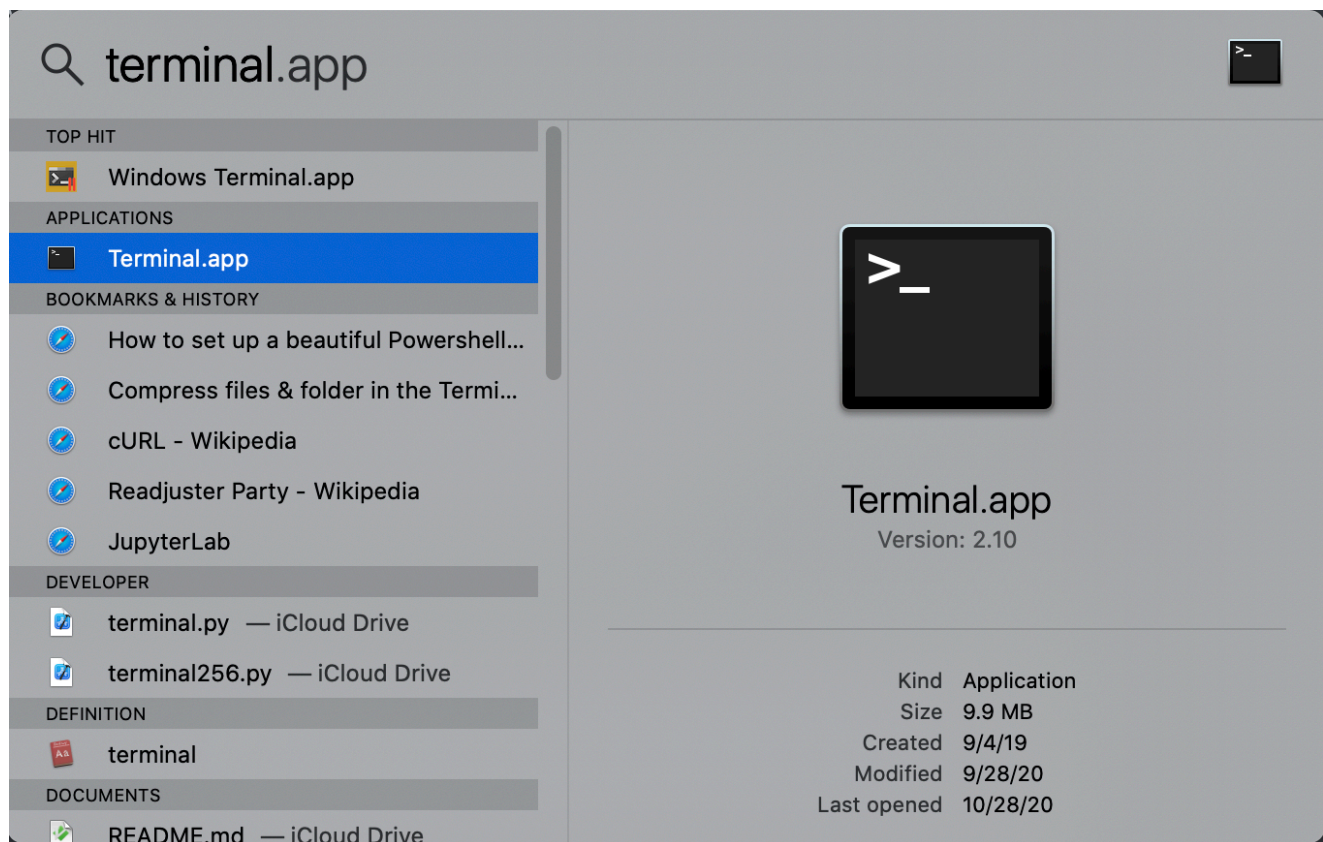 terminal.app
TOP HIT
Windows Terminal.app
APPLICATIONS
Terminal.app
BOOKMARKS & HISTORY
How to set up a beautiful Powershell...
Compress files & folder in the Termi...
cURL - Wikipedia
Readjuster Party - Wikipedia
JupyterLab
DEVELOPER
terminal.py — iCloud Drive
terminal256.py — iCloud Drive
DEFINITION
terminal
DOCUMENTS
README.md — iCloud Drive
>_
Terminal.app
Version: 2.10
Kind Application
Size 9.9 MB
Created 9/4/19
Modified 9/28/20
Last opened 10/28/20